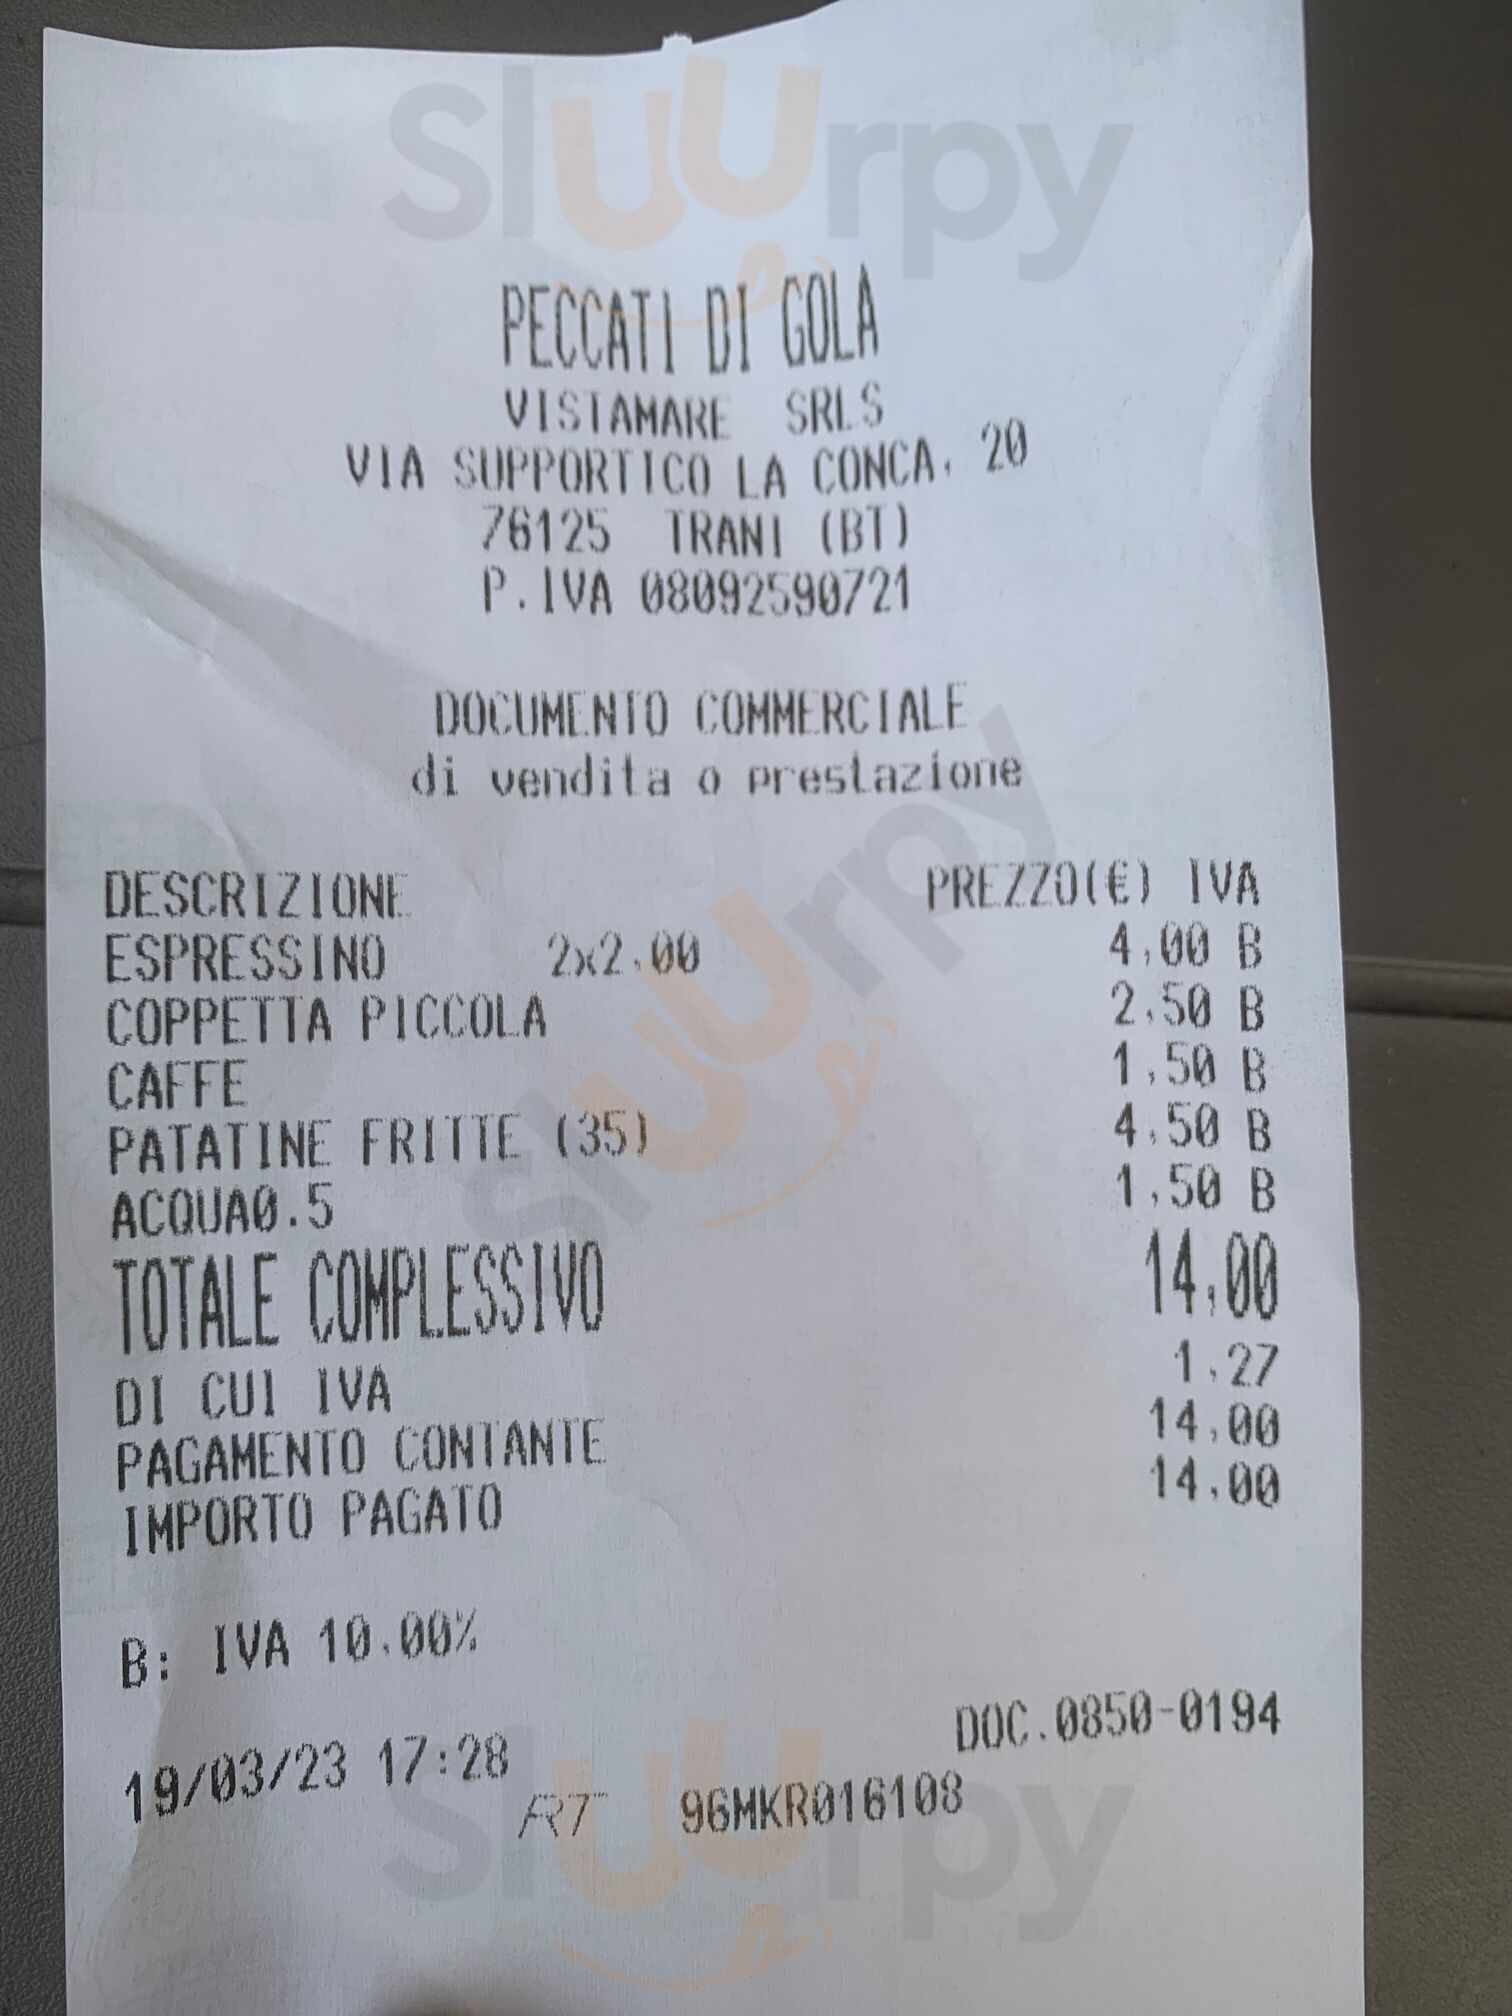 Sluurpy
PECCATI DI GOLA
VISTAMARE SRLS
VIA SUPPORTICO LA CONCA, 20
76125 TRANI (BT)
P.IVA 08092590721
DOCUMENTO COMMERCIALE
di vendita o prestazione
DESCRIZIONE PREZZO(€) IVA
ESPRESSINO 2x2,00 4,00 B
COPPETTA PICCOLA 2,50 B
CAFFE 1,50 B
PATATINE FRITTE (35) 4,50 B
ACQUA0.5 1,50 B
Sluurpy
TOTALE COMPLESSIVO 14,00
DI CUI IVA 1,27
PAGAMENTO CONTANTE 14,00
IMPORTO PAGATO 14,00
B: IVA 10,00%
19/03/23 17:28 DOC.0850-0194
RT 96MKR016108
Sluurpy